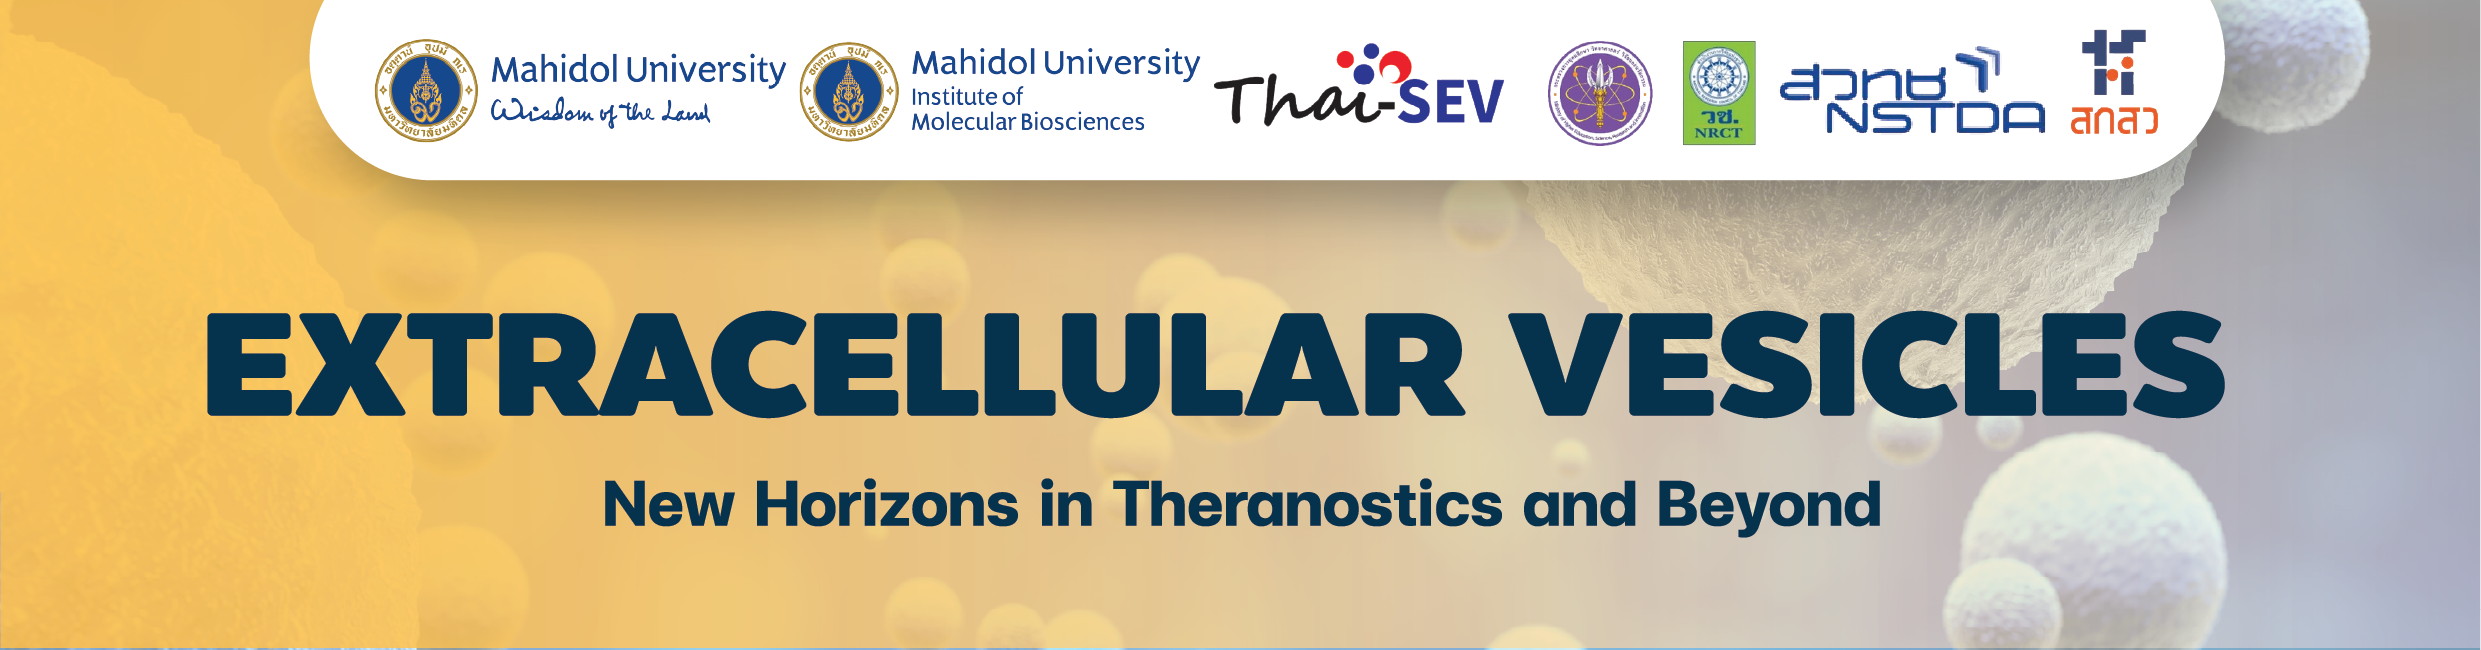 Mahidol University
Wisdom of the Land
Mahidol University
Institute of
Molecular Biosciences
Thai-SEV
วช.
NRCT
สวทช
NSTDA
สกสว
EXTRACELLULAR VESICLES
New Horizons in Theranostics and Beyond